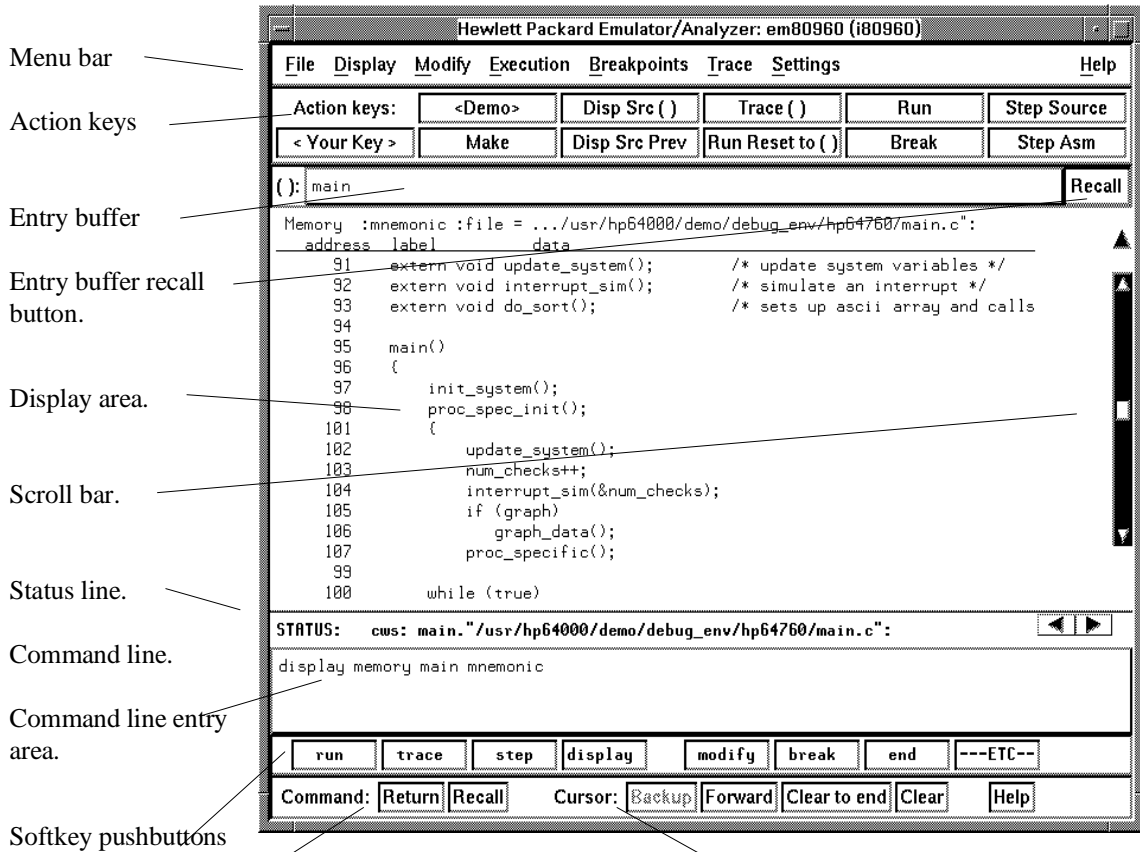 Hewlett Packard Emulator/Analyzer: em80960 (i80960)
Menu bar
File Display Modify Execution Breakpoints Trace Settings Help
Action keys
Action keys: <Demo> Disp Src ( ) Trace ( ) Run Step Source
< Your Key > Make Disp Src Prev Run Reset to ( ) Break Step Asm
Entry buffer
( ): main Recall
Entry buffer recall
button.
Memory :mnemonic :file = .../usr/hp64000/demo/debug_env/hp64760/main.c":
address label data
91 extern void update_system(); /* update system variables */
92 extern void interrupt_sim(); /* simulate an interrupt */
93 extern void do_sort(); /* sets up ascii array and calls
94
95 main()
96 {
97 init_system();
98 proc_spec_init();
101 {
102 update_system();
103 num_checks++;
104 interrupt_sim(&num_checks);
105 if (graph)
106 graph_data();
107 proc_specific();
99
100 while (true)
Display area.
Scroll bar.
Status line.
STATUS: cws: main."/usr/hp64000/demo/debug_env/hp64760/main.c":
Command line.
display memory main mnemonic
Command line entry
area.
run trace step display modify break end ---ETC--
Command: Return Recall Cursor: Backup Forward Clear to end Clear Help
Softkey pushbuttons